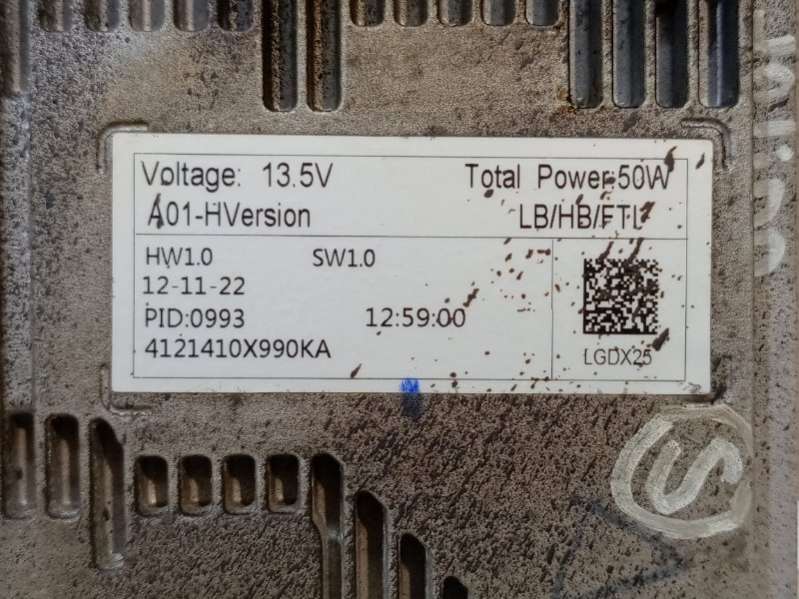 Voltage: 13.5V Total Power:50W
A01-HVersion LB/HB/FTL
HW1.0 SW1.0
12-11-22
PID:0993 12:59:00
4121410X990KA LGDX25
S